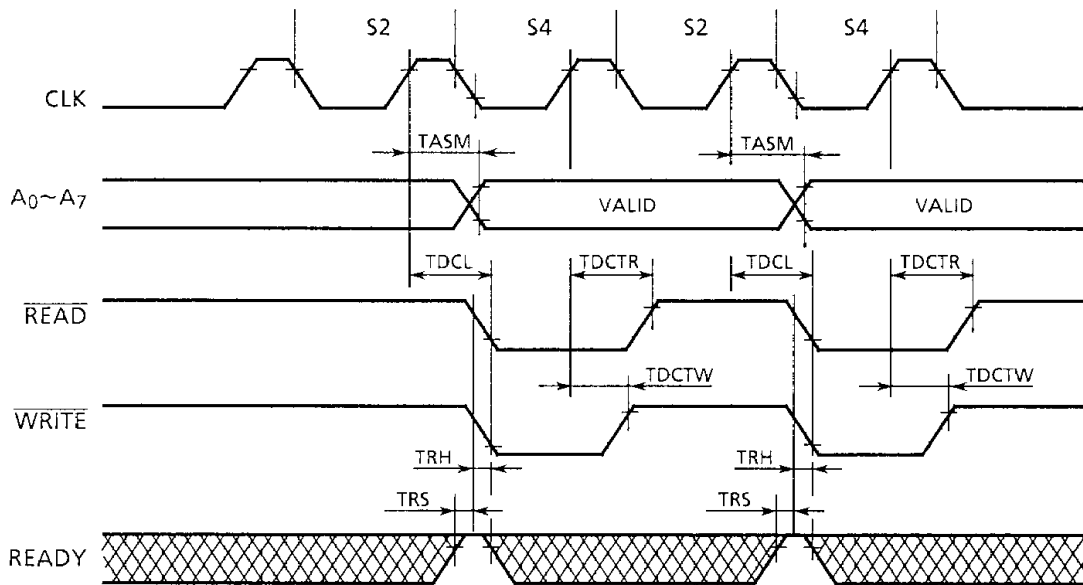 S2 S4 S2 S4
CLK
TASM TASM
A0~A7 VALID VALID
TDCL TDCTR TDCL TDCTR
READ
TDCTW TDCTW
WRITE
TRH TRH
TRS TRS
READY